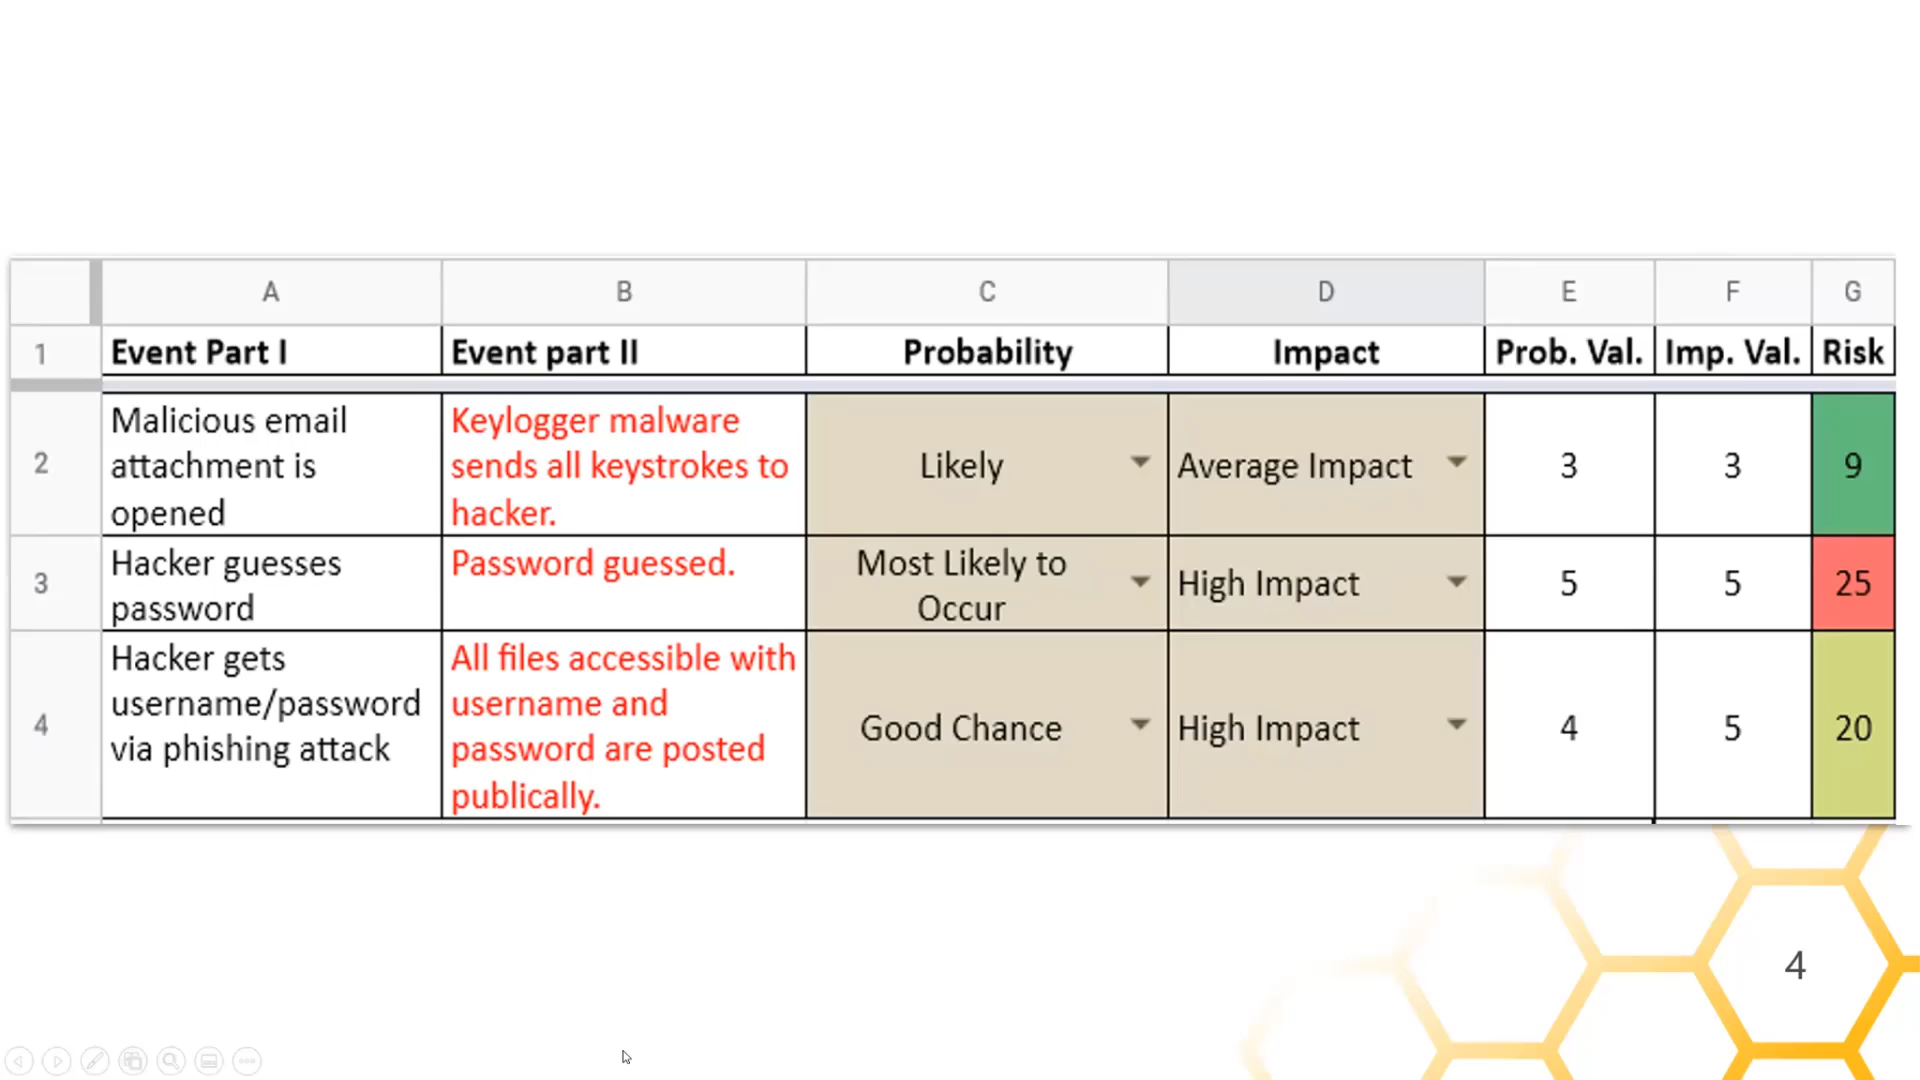 A B C D E F G
1 Event Part I Event part II Probability Impact Prob. Val. Imp. Val. Risk
Malicious email
attachment is
opened
Keylogger malware
sends all keystrokes to
hacker.
2 Likely Average Impact 3 3 9
Hacker guesses
password
Password guessed.
Most Likely to
Occur
3 High Impact 5 5 25
Hacker gets
username/password
via phishing attack
All files accessible with
username and
password are posted
publically.
4 Good Chance High Impact 4 5 20
4